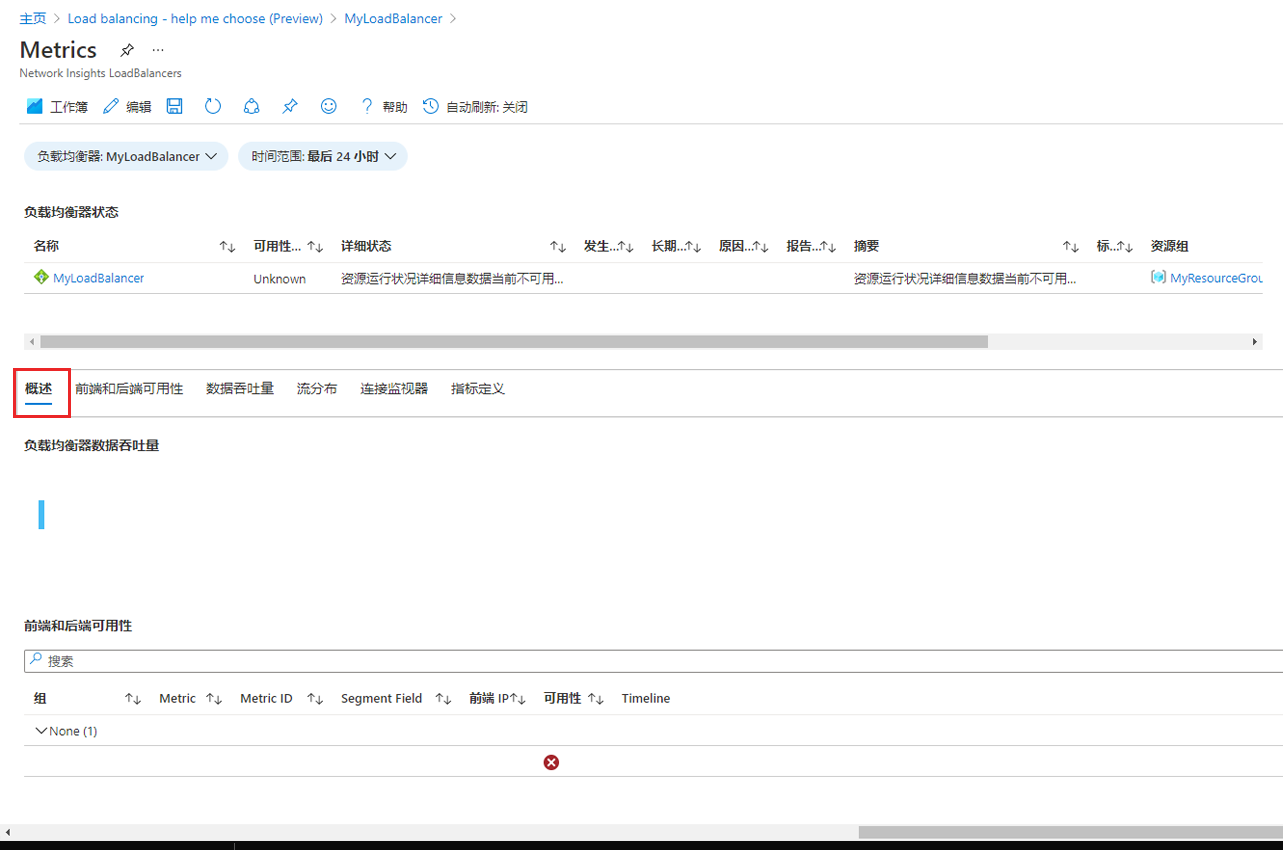 主页 > Load balancing - help me choose (Preview) > MyLoadBalancer >
Metrics ...
Network Insights LoadBalancers
工作簿 编辑 帮助 自动刷新: 关闭
负载均衡器: MyLoadBalancer 时间范围: 最后 24 小时
负载均衡器状态
名称 可用性... 详细状态 发生... 长期... 原因... 报告... 摘要 标... 资源组
MyLoadBalancer Unknown 资源运行状况详细信息数据当前不可用... 资源运行状况详细信息数据当前不可用... MyResourceGrou
概述 前端和后端可用性 数据吞吐量 流分布 连接监视器 指标定义
负载均衡器数据吞吐量
前端和后端可用性
搜索
组 Metric Metric ID Segment Field 前端 IP 可用性 Timeline
None (1)